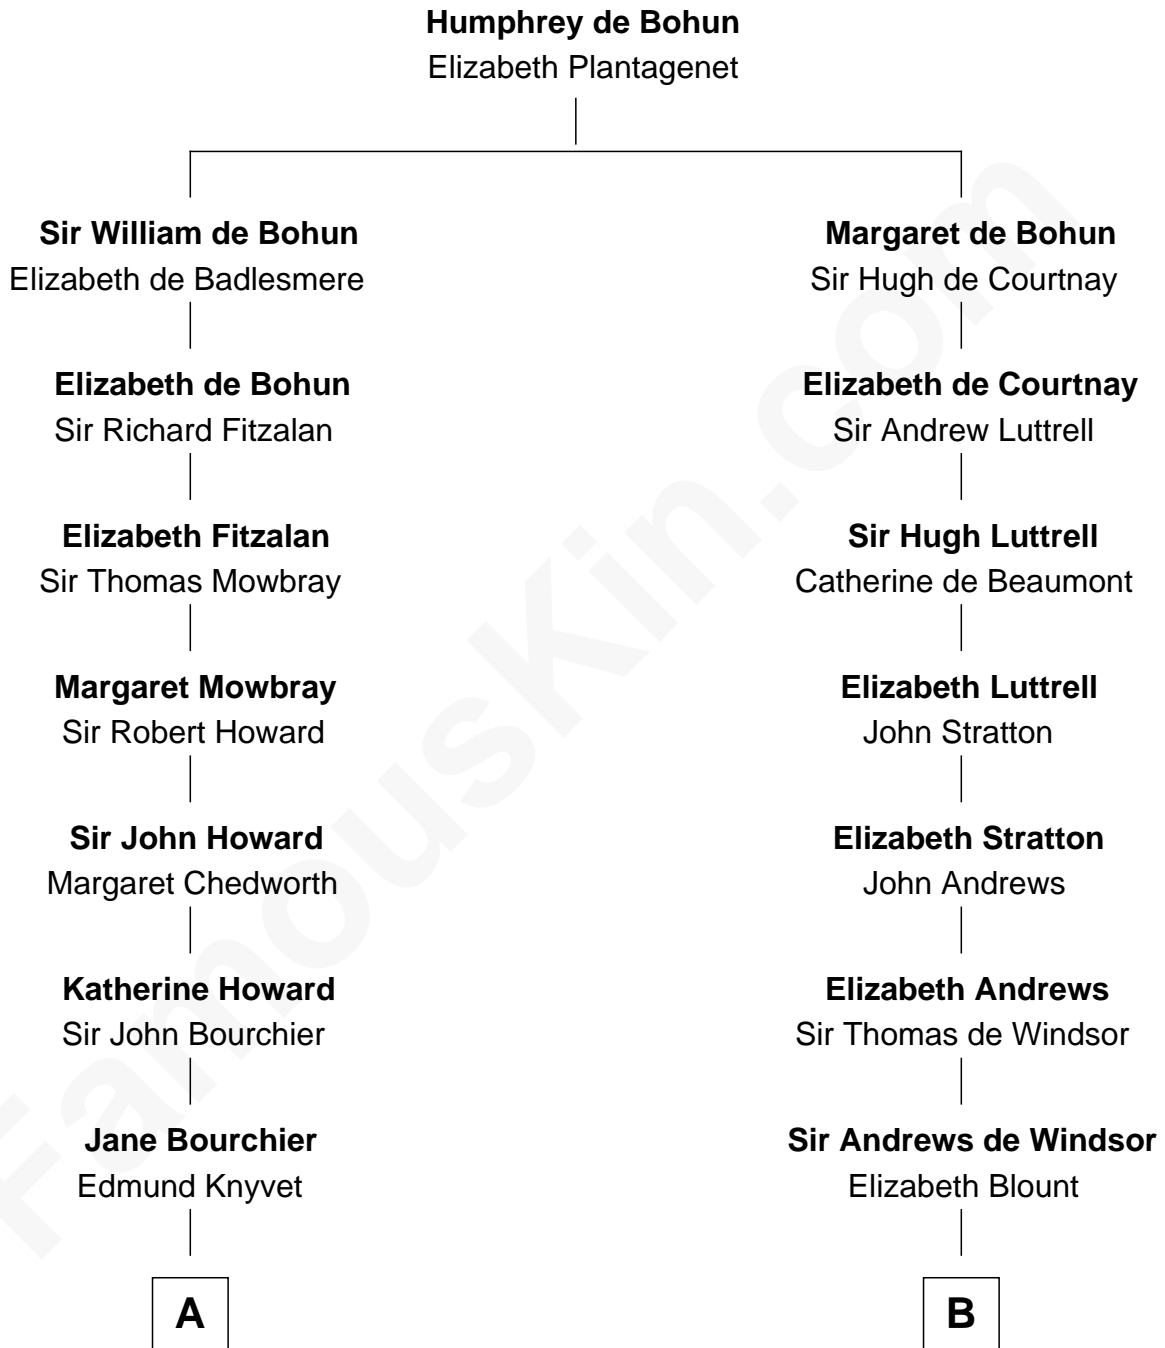 Humphrey de Bohun
Elizabeth Plantagenet
Sir William de Bohun
Elizabeth de Badlesmere
Margaret de Bohun
Sir Hugh de Courtnay
Elizabeth de Bohun
Sir Richard Fitzalan
Elizabeth de Courtnay
Sir Andrew Luttrell
Elizabeth Fitzalan
Sir Thomas Mowbray
Sir Hugh Luttrell
Catherine de Beaumont
Margaret Mowbray
Sir Robert Howard
Elizabeth Luttrell
John Stratton
Sir John Howard
Margaret Chedworth
Elizabeth Stratton
John Andrews
Katherine Howard
Sir John Bourchier
Elizabeth Andrews
Sir Thomas de Windsor
Jane Bourchier
Edmund Knyvet
Sir Andrews de Windsor
Elizabeth Blount
A
B
FamousKin.com